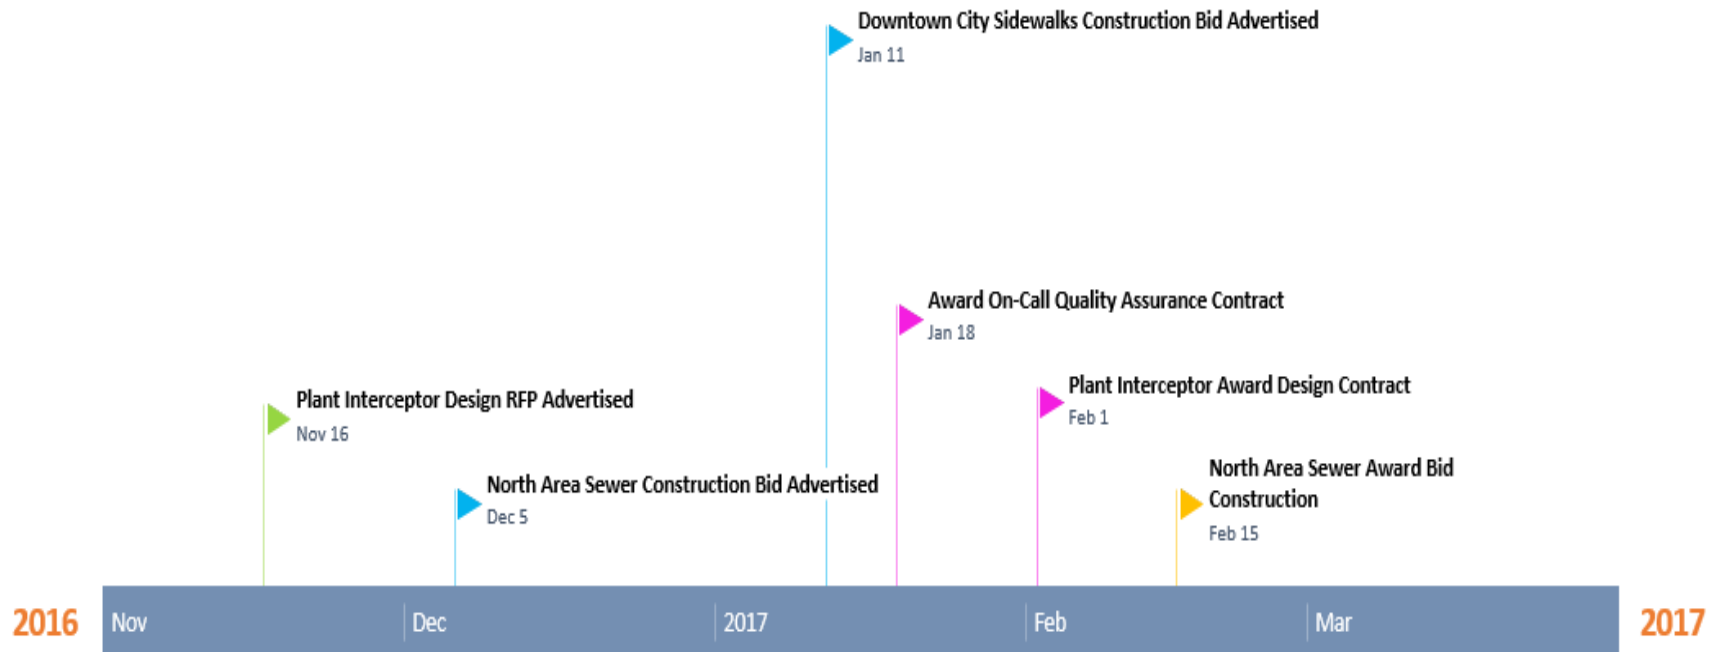 Downtown City Sidewalks Construction Bid Advertised
Jan 11
Award On-Call Quality Assurance Contract
Jan 18
Plant Interceptor Design RFP Advertised
Nov 16
Plant Interceptor Award Design Contract
Feb 1
North Area Sewer Construction Bid Advertised
Dec 5
North Area Sewer Award Bid
Construction
Feb 15
2016 Nov Dec 2017 Feb Mar 2017